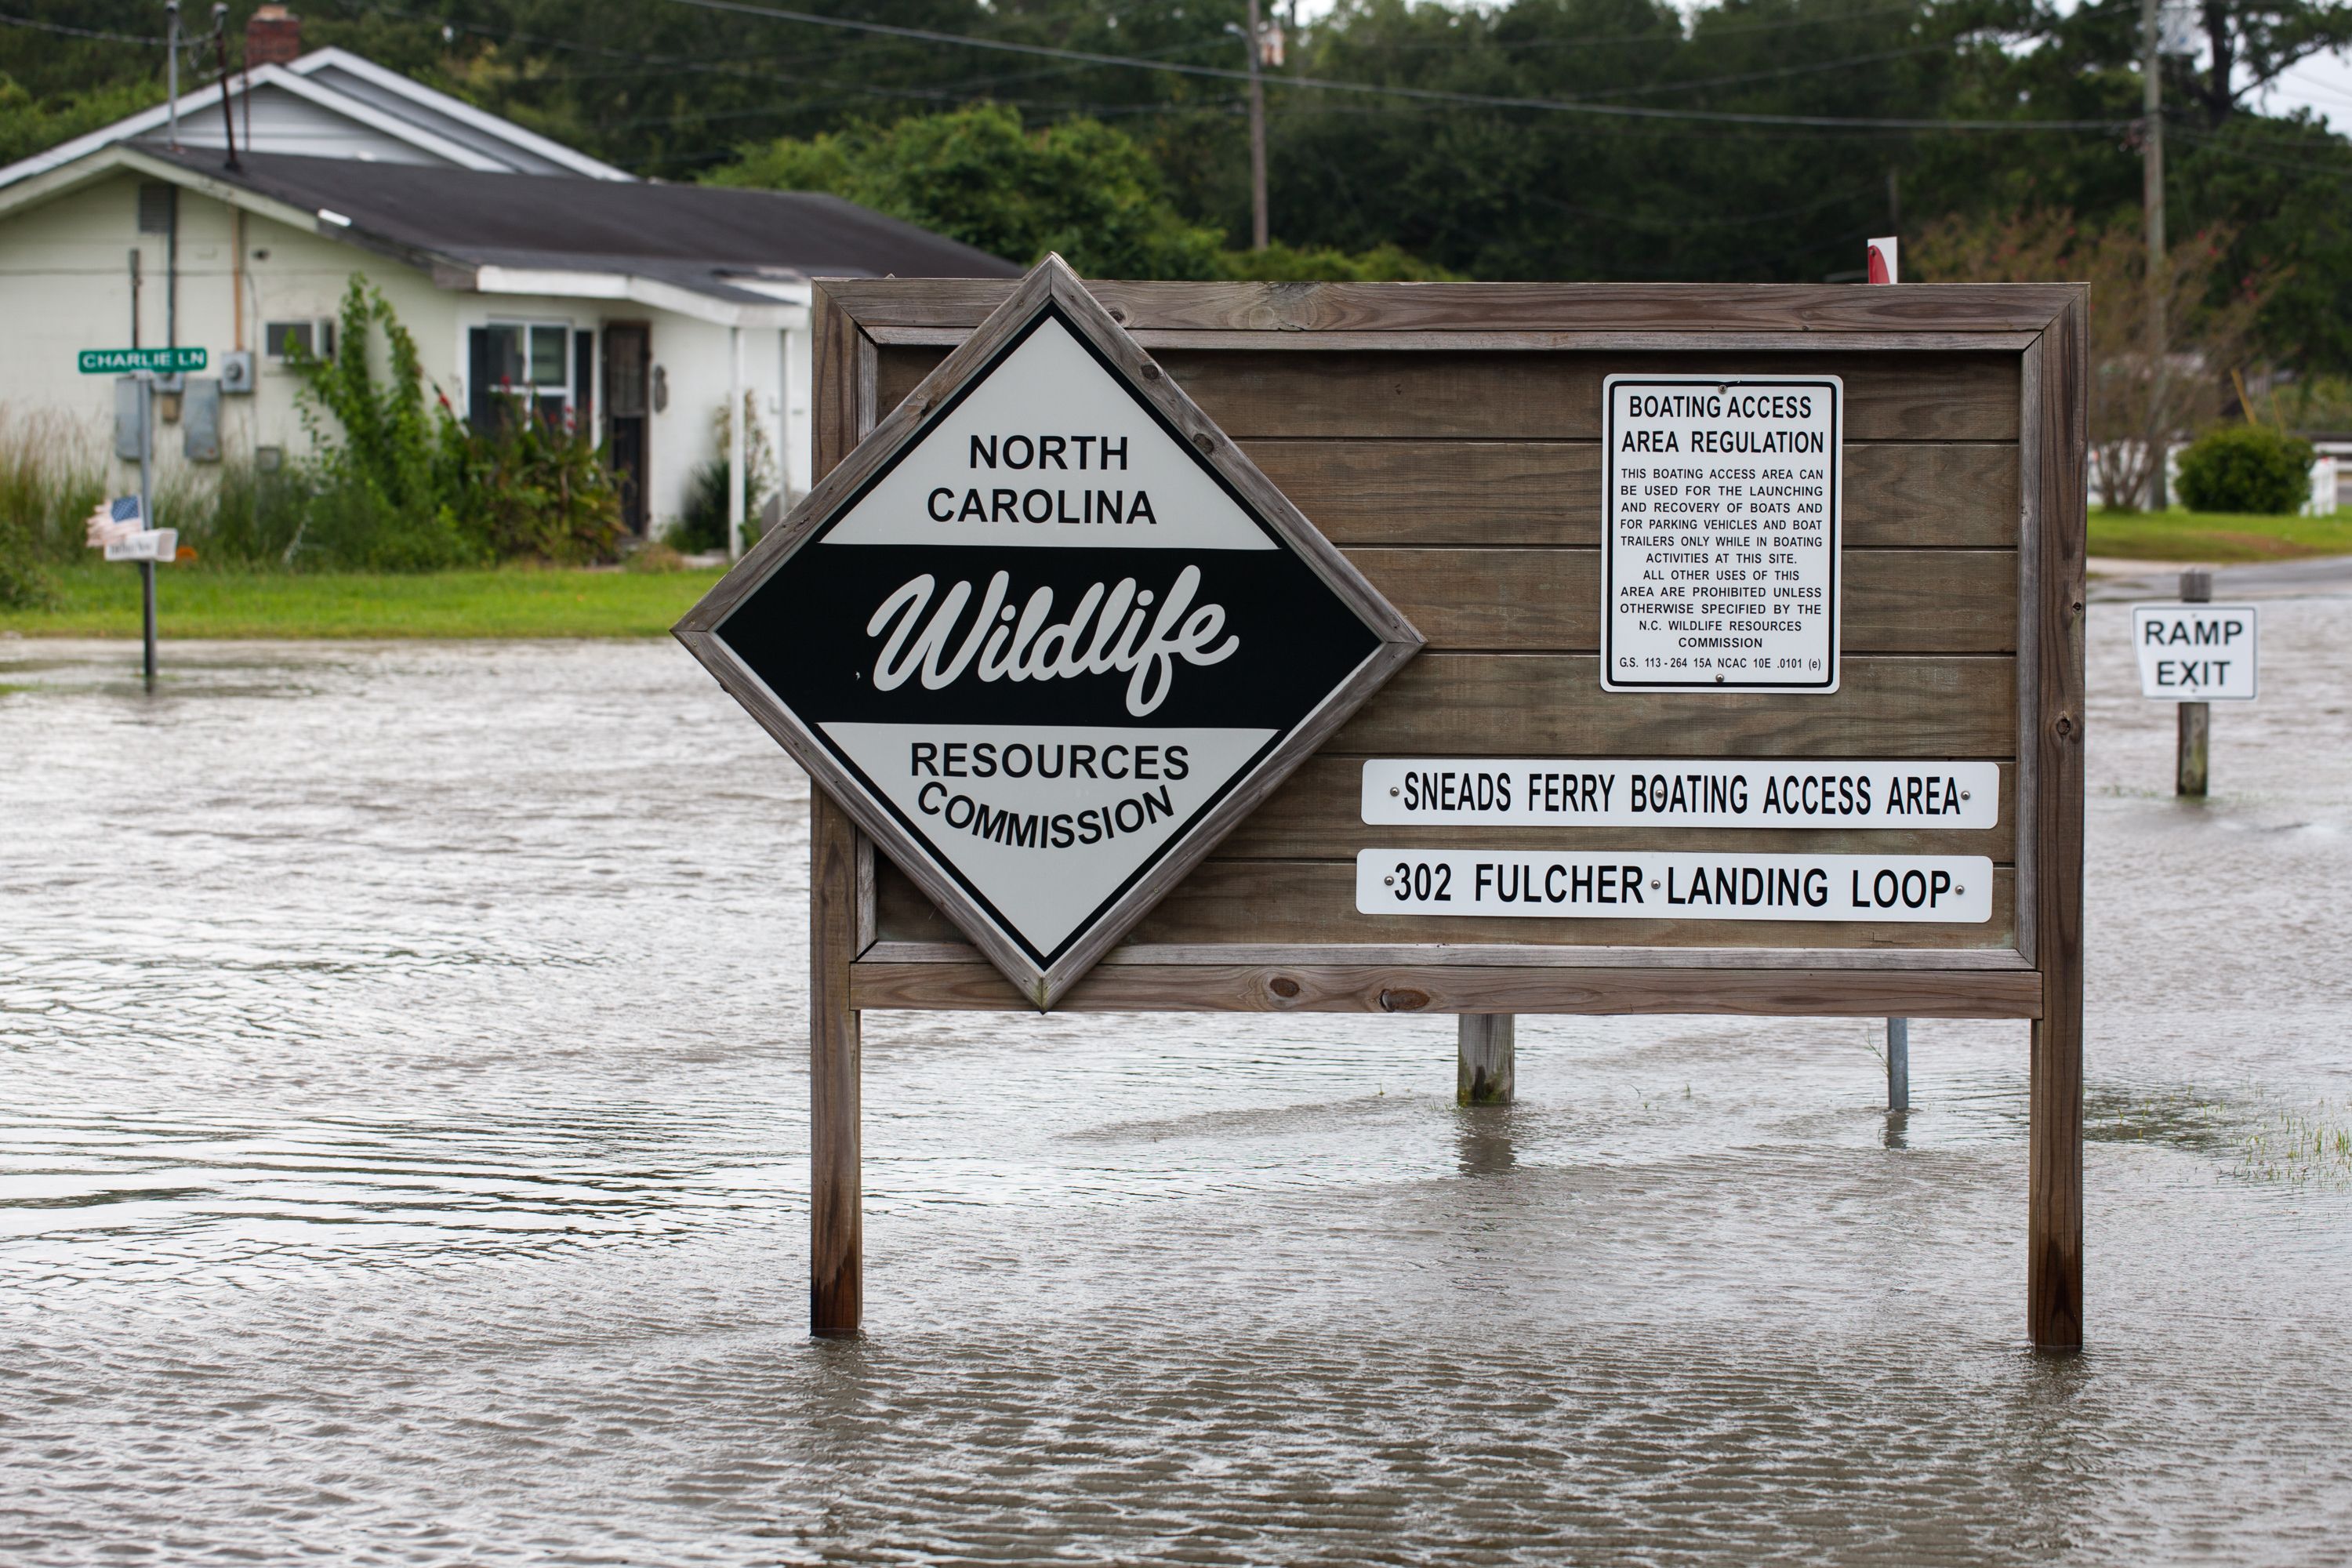 CHARLIE LN
NORTH
CAROLINA
Wildlife
RESOURCES
COMMISSION
BOATING ACCESS
AREA REGULATION
THIS BOATING ACCESS AREA CAN
BE USED FOR THE LAUNCHING
AND RECOVERY OF BOATS AND
FOR PARKING VEHICLES AND BOAT
TRAILERS ONLY WHILE IN BOATING
ACTIVITIES AT THIS SITE.
ALL OTHER USES OF THIS
AREA ARE PROHIBITED UNLESS
OTHERWISE SPECIFIED BY THE
N.C. WILDLIFE RESOURCES
COMMISSION
G.S. 113 - 264 15A NCAC 10E .0101 (e)
SNEADS FERRY BOATING ACCESS AREA
302 FULCHER LANDING LOOP
RAMP
EXIT